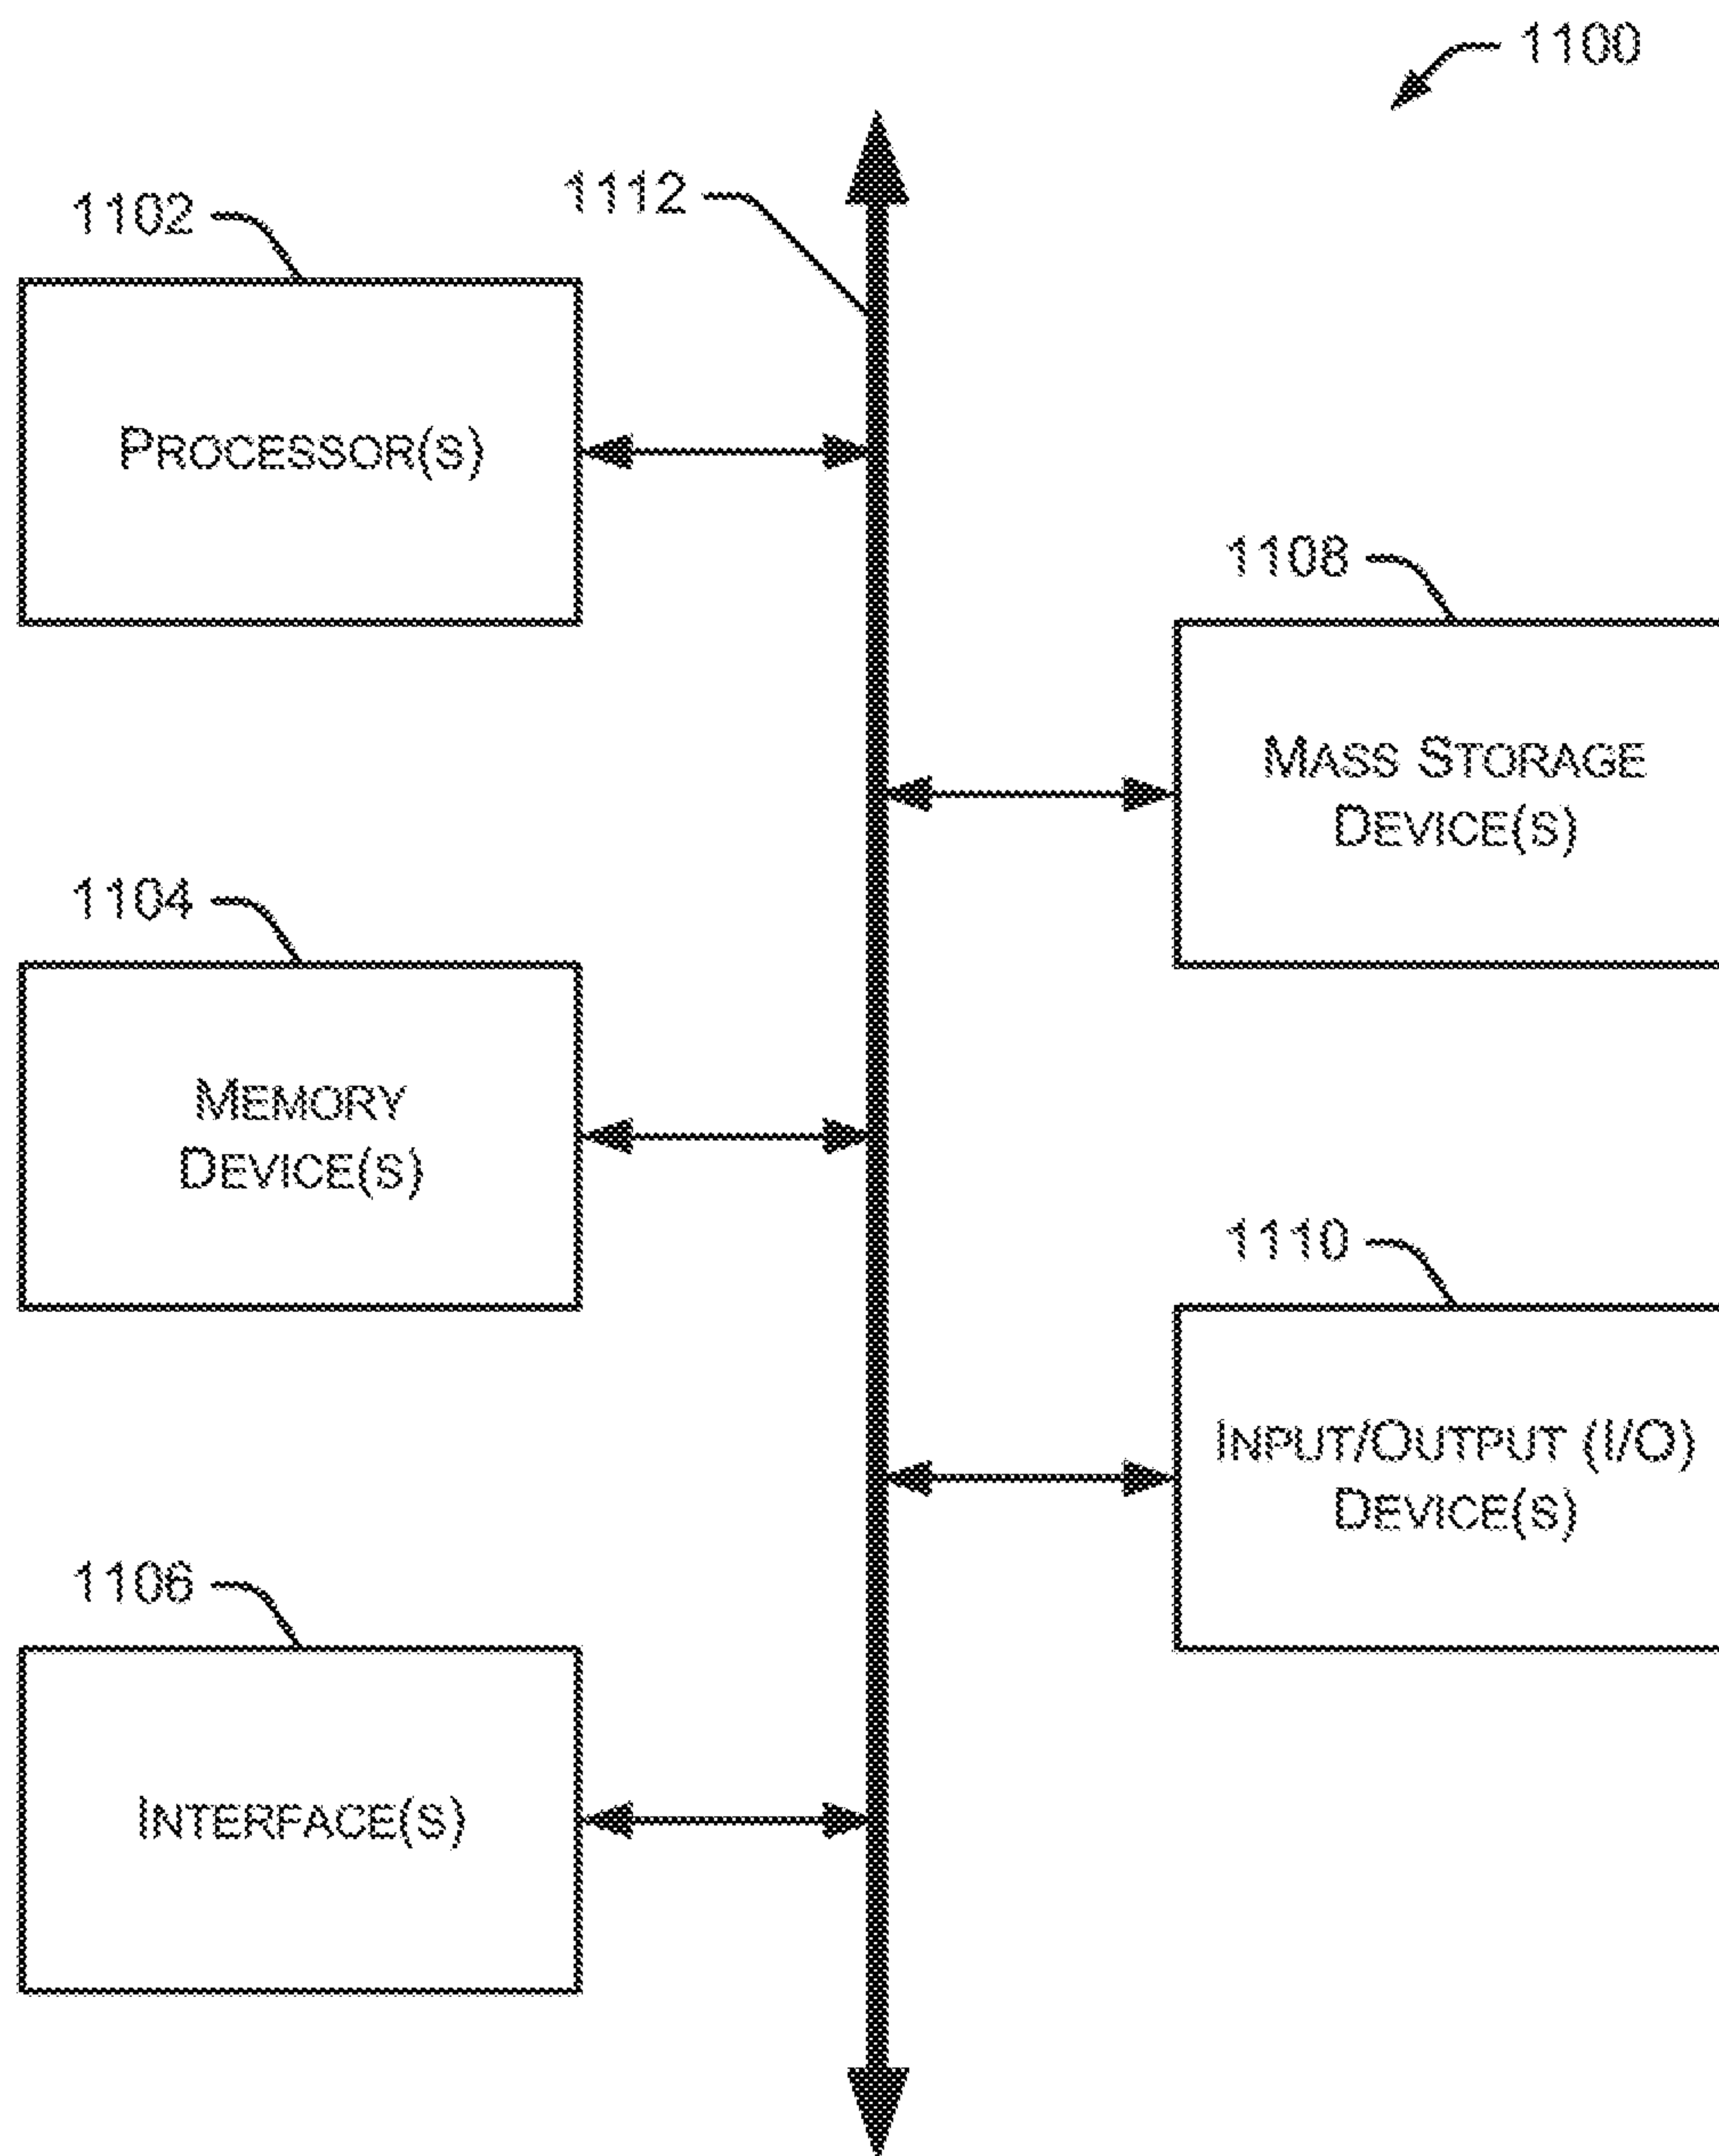 1100
1102
1112
PROCESSOR(S)
1108
MASS STORAGE
DEVICE(S)
1104
MEMORY
DEVICE(S)
1110
INPUT/OUTPUT (I/O)
DEVICE(S)
1106
INTERFACE(S)